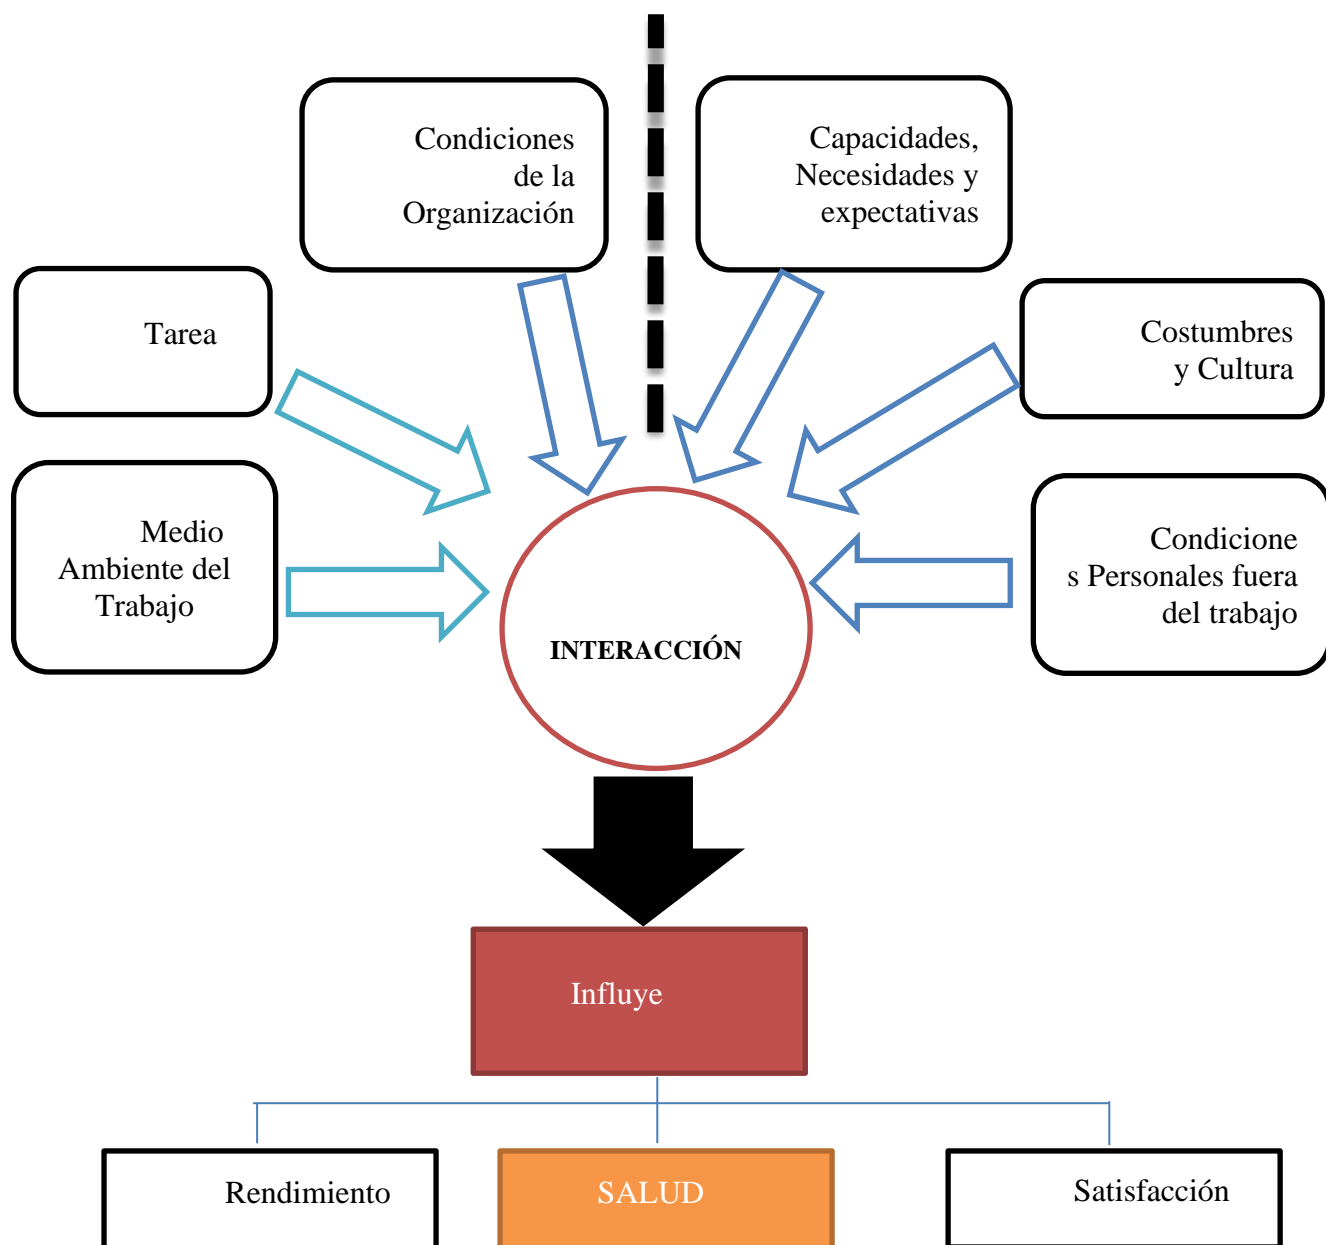 Condiciones
de la
Organización
Capacidades,
Necesidades y
expectativas
Tarea
Costumbres
y Cultura
Medio
Ambiente del
Trabajo
Condicione
s Personales fuera
del trabajo
INTERACCIÓN
Influye
Rendimiento
SALUD
Satisfacción